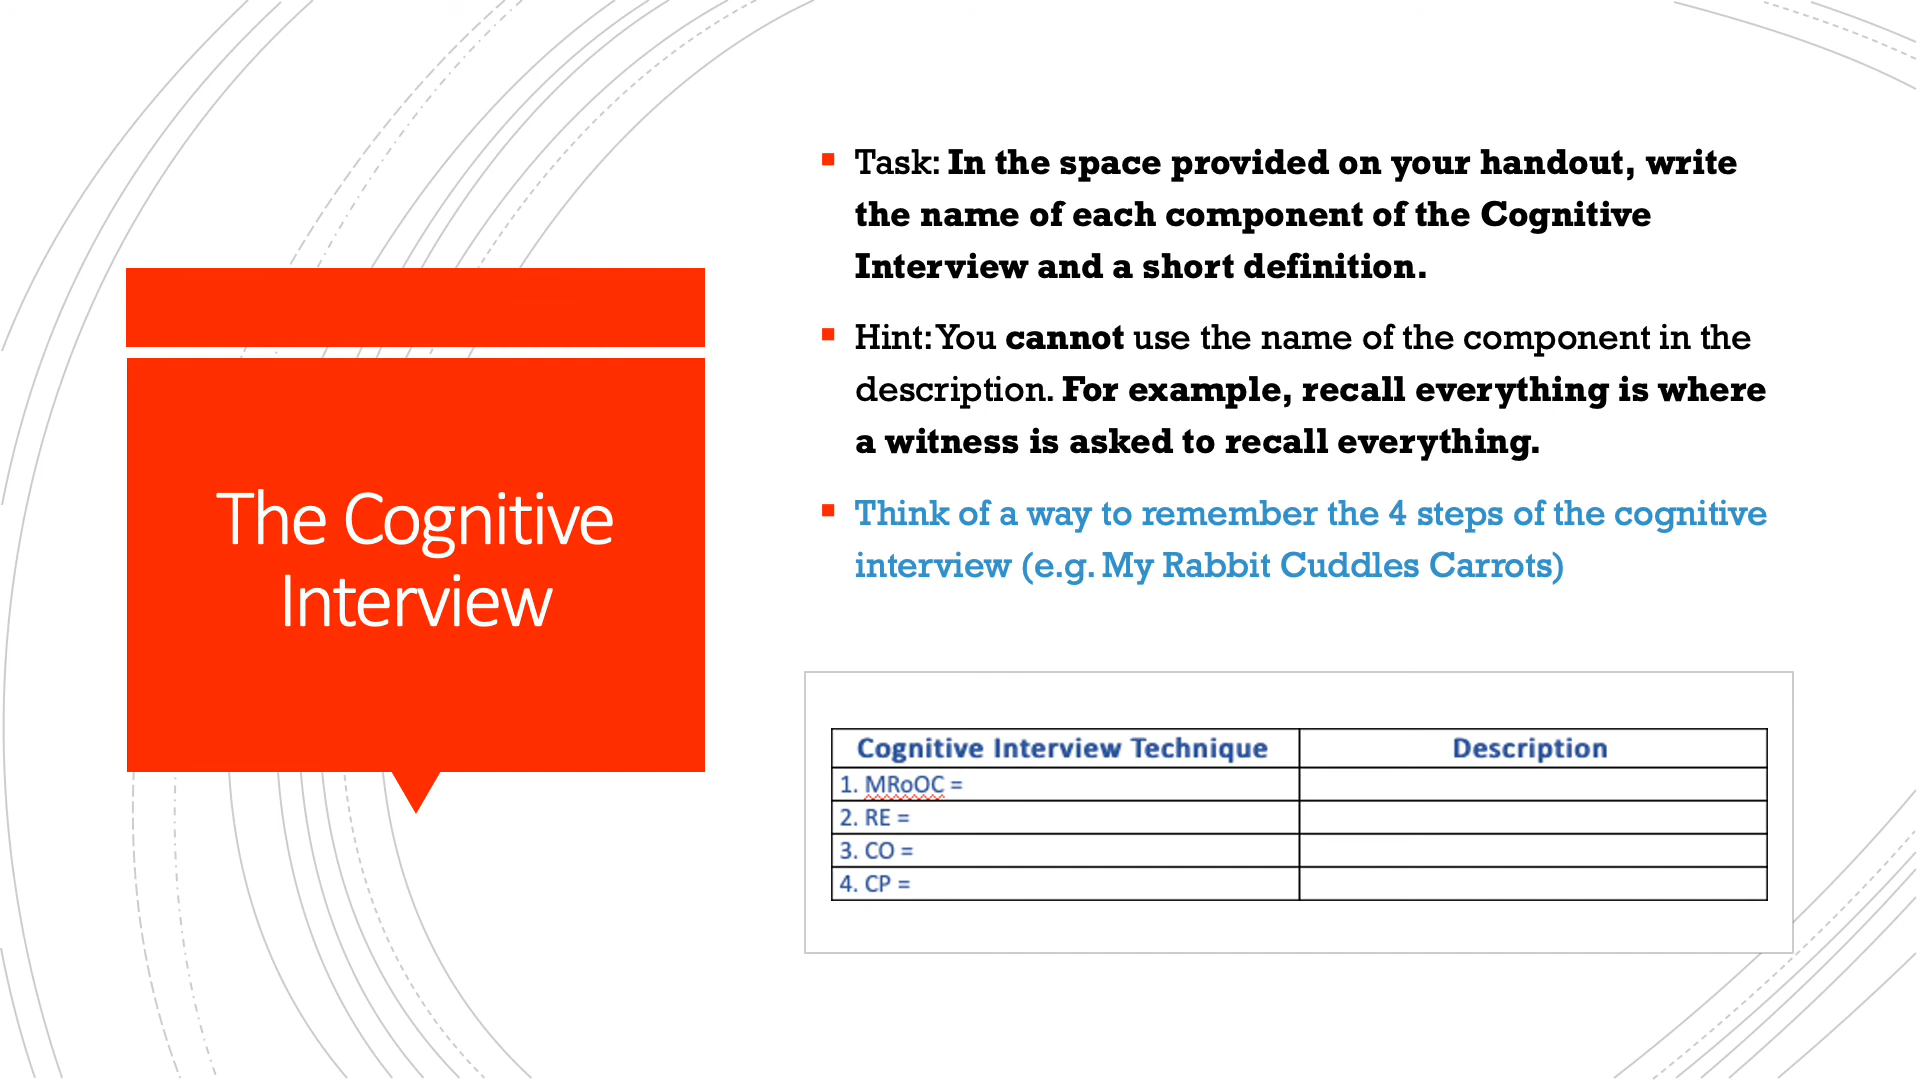 The Cognitive
Interview
Task: In the space provided on your handout, write
the name of each component of the Cognitive
Interview and a short definition.
Hint: You cannot use the name of the component in the
description. For example, recall everything is where
a witness is asked to recall everything.
Think of a way to remember the 4 steps of the cognitive
interview (e.g. My Rabbit Cuddles Carrots)
Cognitive Interview Technique Description
1. MRoOC =
2. RE =
3. CO =
4. CP =